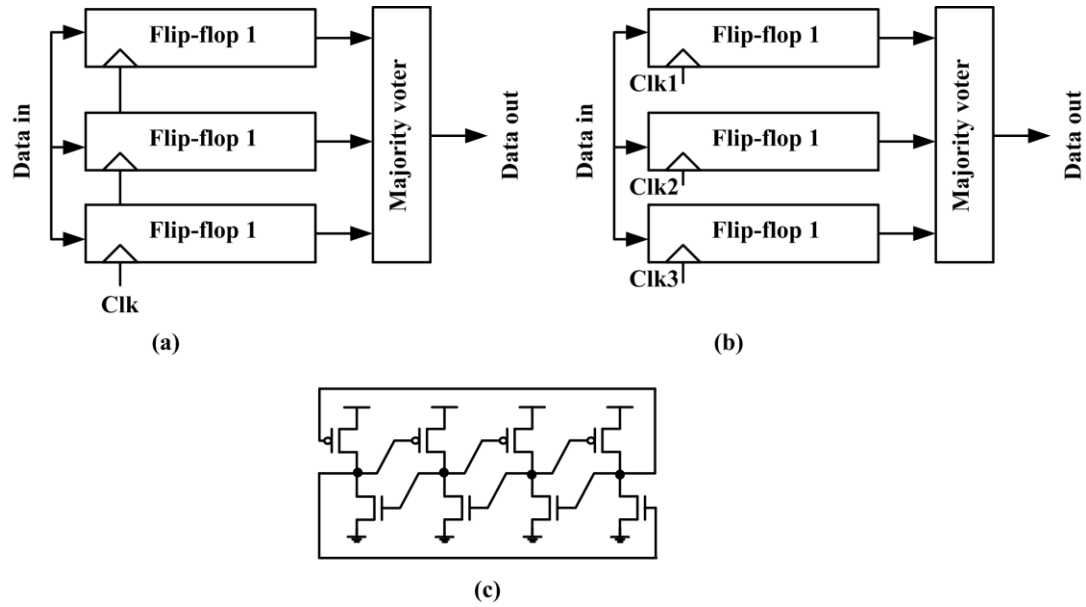 Data in
Flip-flop 1
Flip-flop 1
Flip-flop 1
Clk
Majority voter
Data out
(a)
Data in
Flip-flop 1
Clk1
Flip-flop 1
Clk2
Flip-flop 1
Clk3
Majority voter
Data out
(b)
(c)